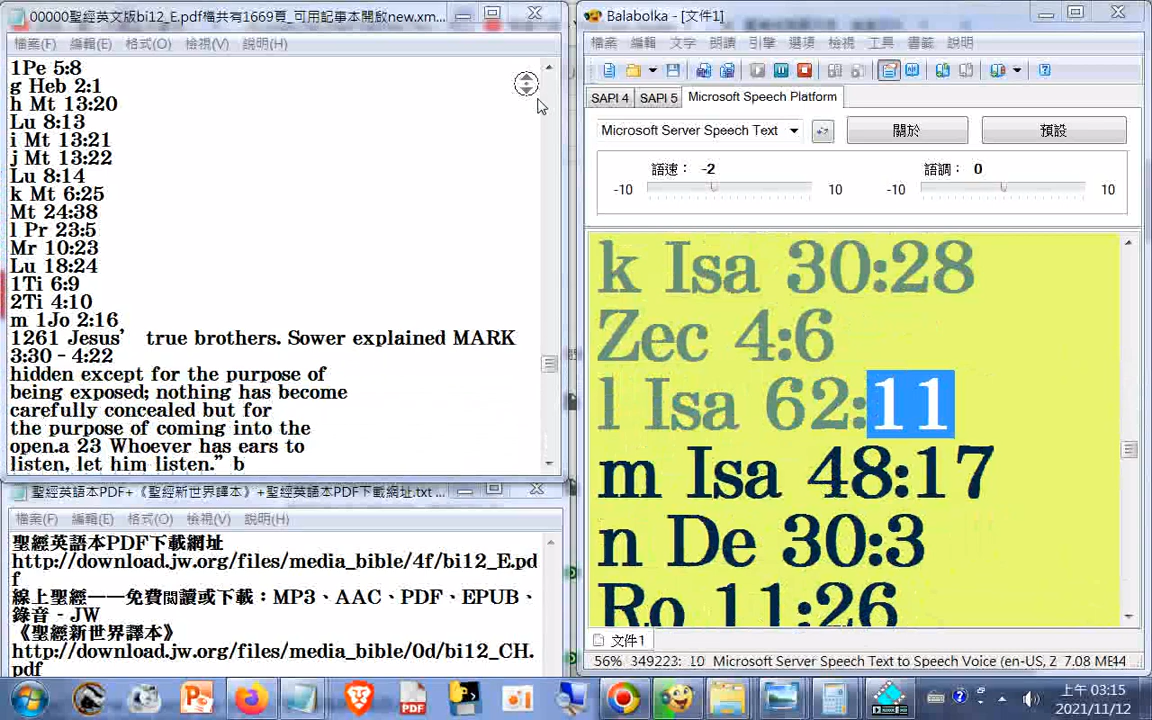 00000聖經英文版bi12_E.pdf檔共有1669頁_可用記事本開啟new.xm...
檔案(F) 編輯(E) 格式(O) 檢視(V) 說明(H)
1Pe 5:8
g Heb 2:1
h Mt 13:20
Lu 8:13
i Mt 13:21
j Mt 13:22
Lu 8:14
k Mt 6:25
Mt 24:38
l Pr 23:5
Mr 10:23
Lu 18:24
1Ti 6:9
2Ti 4:10
m 1Jo 2:16
1261 Jesus’ true brothers. Sower explained MARK
3:30–4:22
hidden except for the purpose of
being exposed; nothing has become
carefully concealed but for
the purpose of coming into the
open.a 23 Whoever has ears to
listen, let him listen.” b
聖經英語本PDF+《聖經新世界譯本》+聖經英語本PDF下載網址.txt ...
檔案(F) 編輯(E) 格式(O) 檢視(V) 說明(H)
聖經英語本PDF下載網址
http://download.jw.org/files/media_bible/4f/bi12_E.pd
f
線上聖經——免費閱讀或下載：MP3、AAC、PDF、EPUB、
錄音 - JW
《聖經新世界譯本》
http://download.jw.org/files/media_bible/0d/bi12_CH.
pdf
Balabolka - [文件1]
檔案 編輯 文字 朗讀 引擎 選項 檢視 工具 書籤 說明
SAPI 4 SAPI 5 Microsoft Speech Platform
Microsoft Server Speech Text 關於 預設
語速： -2 語調： 0
-10 10 -10 10
k Isa 30:28
Zec 4:6
l Isa 62:11
m Isa 48:17
n De 30:3
Ro 11:26
文件1
56% 349223: 10 Microsoft Server Speech Text to Speech Voice (en-US, Z 7.08 ME44
上午 03:15
2021/11/12